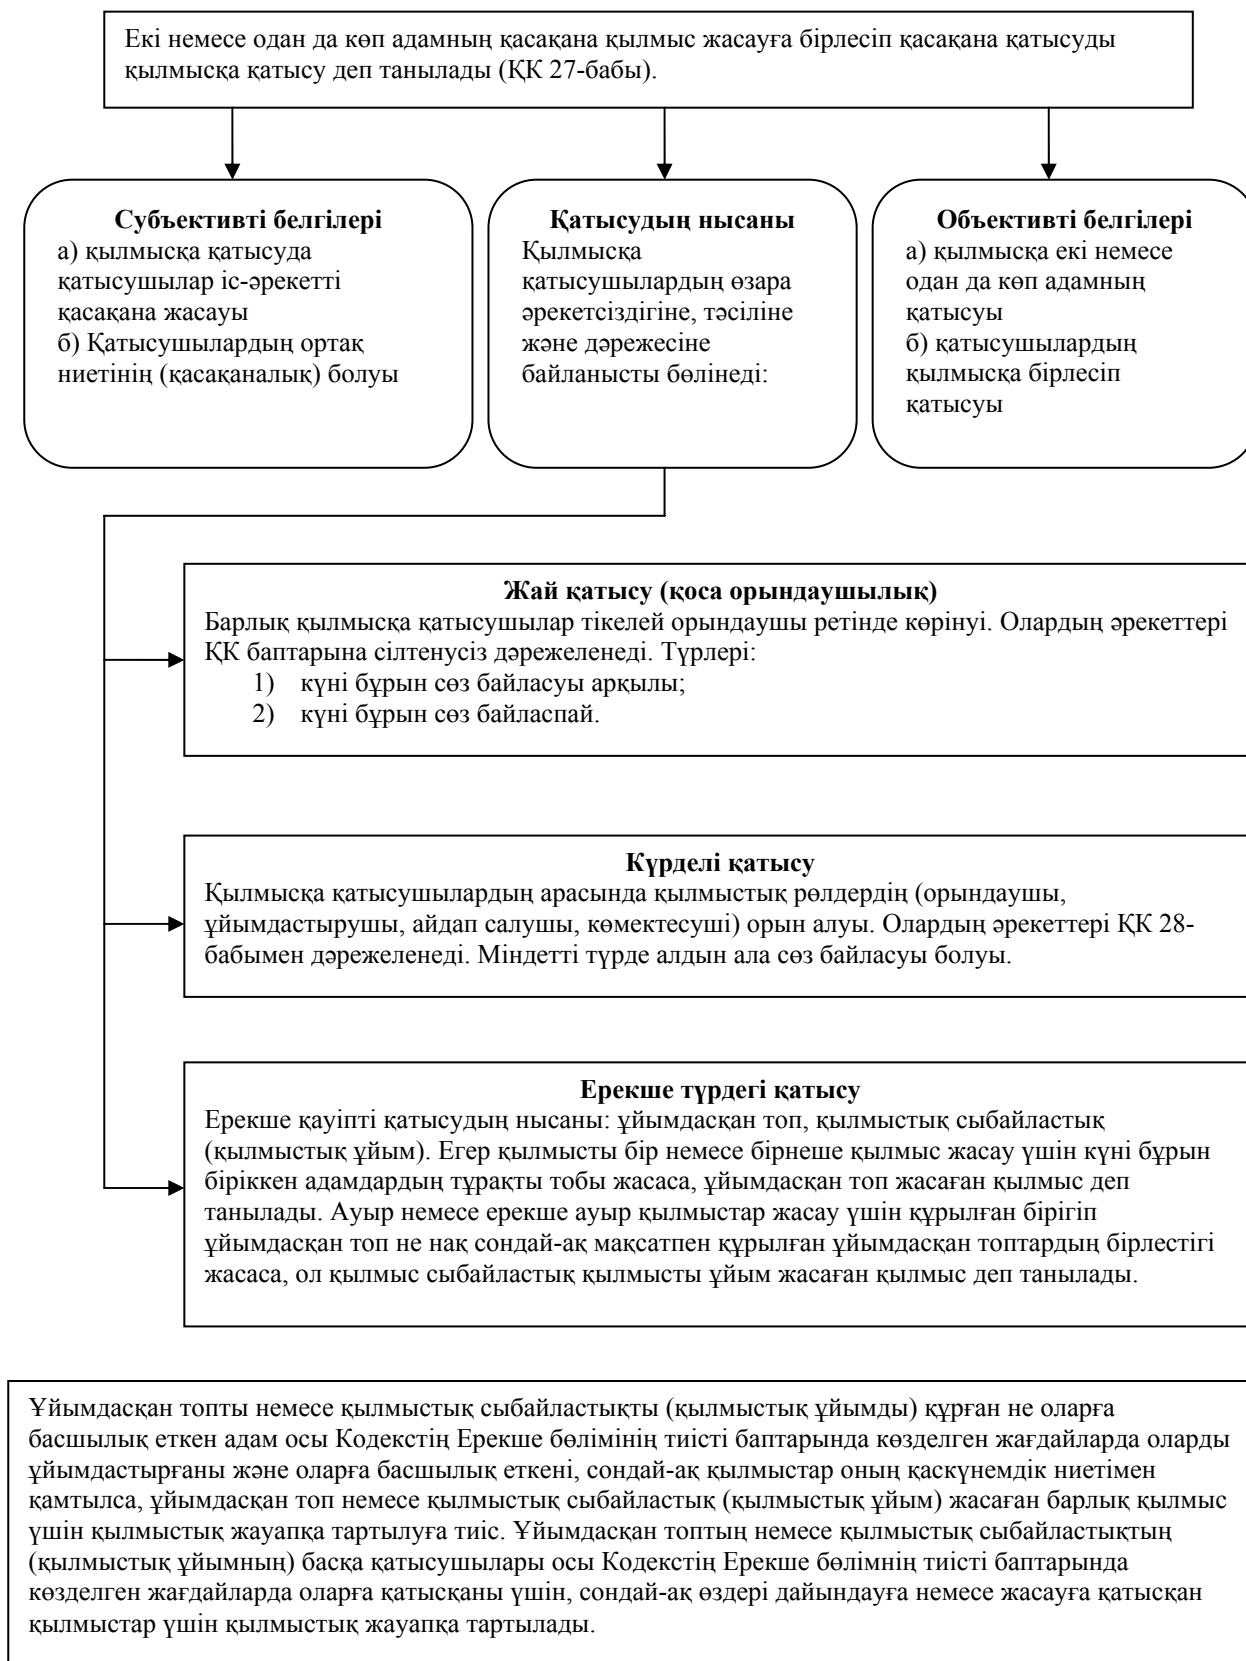 Екі немесе одан да көп адамның қасақана қылмыс жасауға бірлесіп қасақана қатысуды
қылмысқа қатысу деп танылады (ҚК 27-бабы).
Субъективті белгілері
а) қылмысқа қатысуда
қатысушылар іс-әрекетті
қасақана жасауы
б) Қатысушылардың ортақ
ниетінің (қасақаналық) болуы
Қатысудың нысаны
Қылмысқа
қатысушылардың өзара
әрекетсіздігіне, тәсіліне
және дәрежесіне
байланысты бөлінеді:
Объективті белгілері
а) қылмысқа екі немесе
одан да көп адамның
қатысуы
б) қатысушылардың
қылмысқа бірлесіп
қатысуы
Жай қатысу (қоса орындаушылық)
Барлық қылмысқа қатысушылар тікелей орындаушы ретінде көрінуі. Олардың әрекеттері
ҚК баптарына сілтенусіз дәрежеленеді. Түрлері:
1) күні бұрын сөз байласуы арқылы;
2) күні бұрын сөз байласпай.
Күрделі қатысу
Қылмысқа қатысушылардың арасында қылмыстық рөлдердің (орындаушы,
ұйымдастырушы, айдап салушы, көмектесуші) орын алуы. Олардың әрекеттері ҚК 28-
бабымен дәрежеленеді. Міндетті түрде алдын ала сөз байласуы болуы.
Ерекше түрдегі қатысу
Ерекше қауіпті қатысудың нысаны: ұйымдасқан топ, қылмыстық сыбайластық
(қылмыстық ұйым). Егер қылмысты бір немесе бірнеше қылмыс жасау үшін күні бұрын
біріккен адамдардың тұрақты тобы жасаса, ұйымдасқан топ жасаған қылмыс деп
танылады. Ауыр немесе ерекше ауыр қылмыстар жасау үшін құрылған бірігіп
ұйымдасқан топ не нақ сондай-ақ мақсатпен құрылған ұйымдасқан топтардың бірлестігі
жасаса, ол қылмыс сыбайластық қылмысты ұйым жасаған қылмыс деп танылады.
Ұйымдасқан топты немесе қылмыстық сыбайластықты (қылмыстық ұйымды) құрған не оларға
басшылық еткен адам осы Кодекстің Ерекше бөлімінің тиісті баптарында көзделген жағдайларда оларды
ұйымдастырғаны және оларға басшылық еткені, сондай-ақ қылмыстар оның қаскүнемдік ниетімен
қамтылса, ұйымдасқан топ немесе қылмыстық сыбайластық (қылмыстық ұйым) жасаған барлық қылмыс
үшін қылмыстық жауапқа тартылуға тиіс. Ұйымдасқан топтың немесе қылмыстық сыбайластықтың
(қылмыстық ұйымның) басқа қатысушылары осы Кодекстің Ерекше бөлімнің тиісті баптарында
көзделген жағдайларда оларға қатысқаны үшін, сондай-ақ өздері дайындауға немесе жасауға қатысқан
қылмыстар үшін қылмыстық жауапқа тартылады.